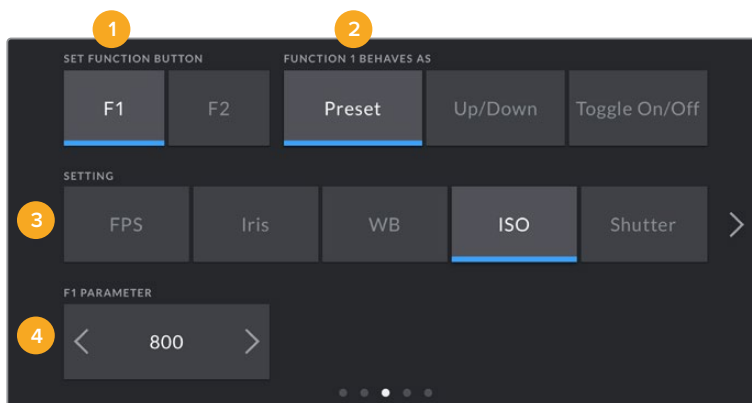 1 2
SET FUNCTION BUTTON FUNCTION 1 BEHAVES AS
F1 F2 Preset Up/Down Toggle On/Off
SETTING
3 FPS Iris WB ISO Shutter
F1 PARAMETER
4 800